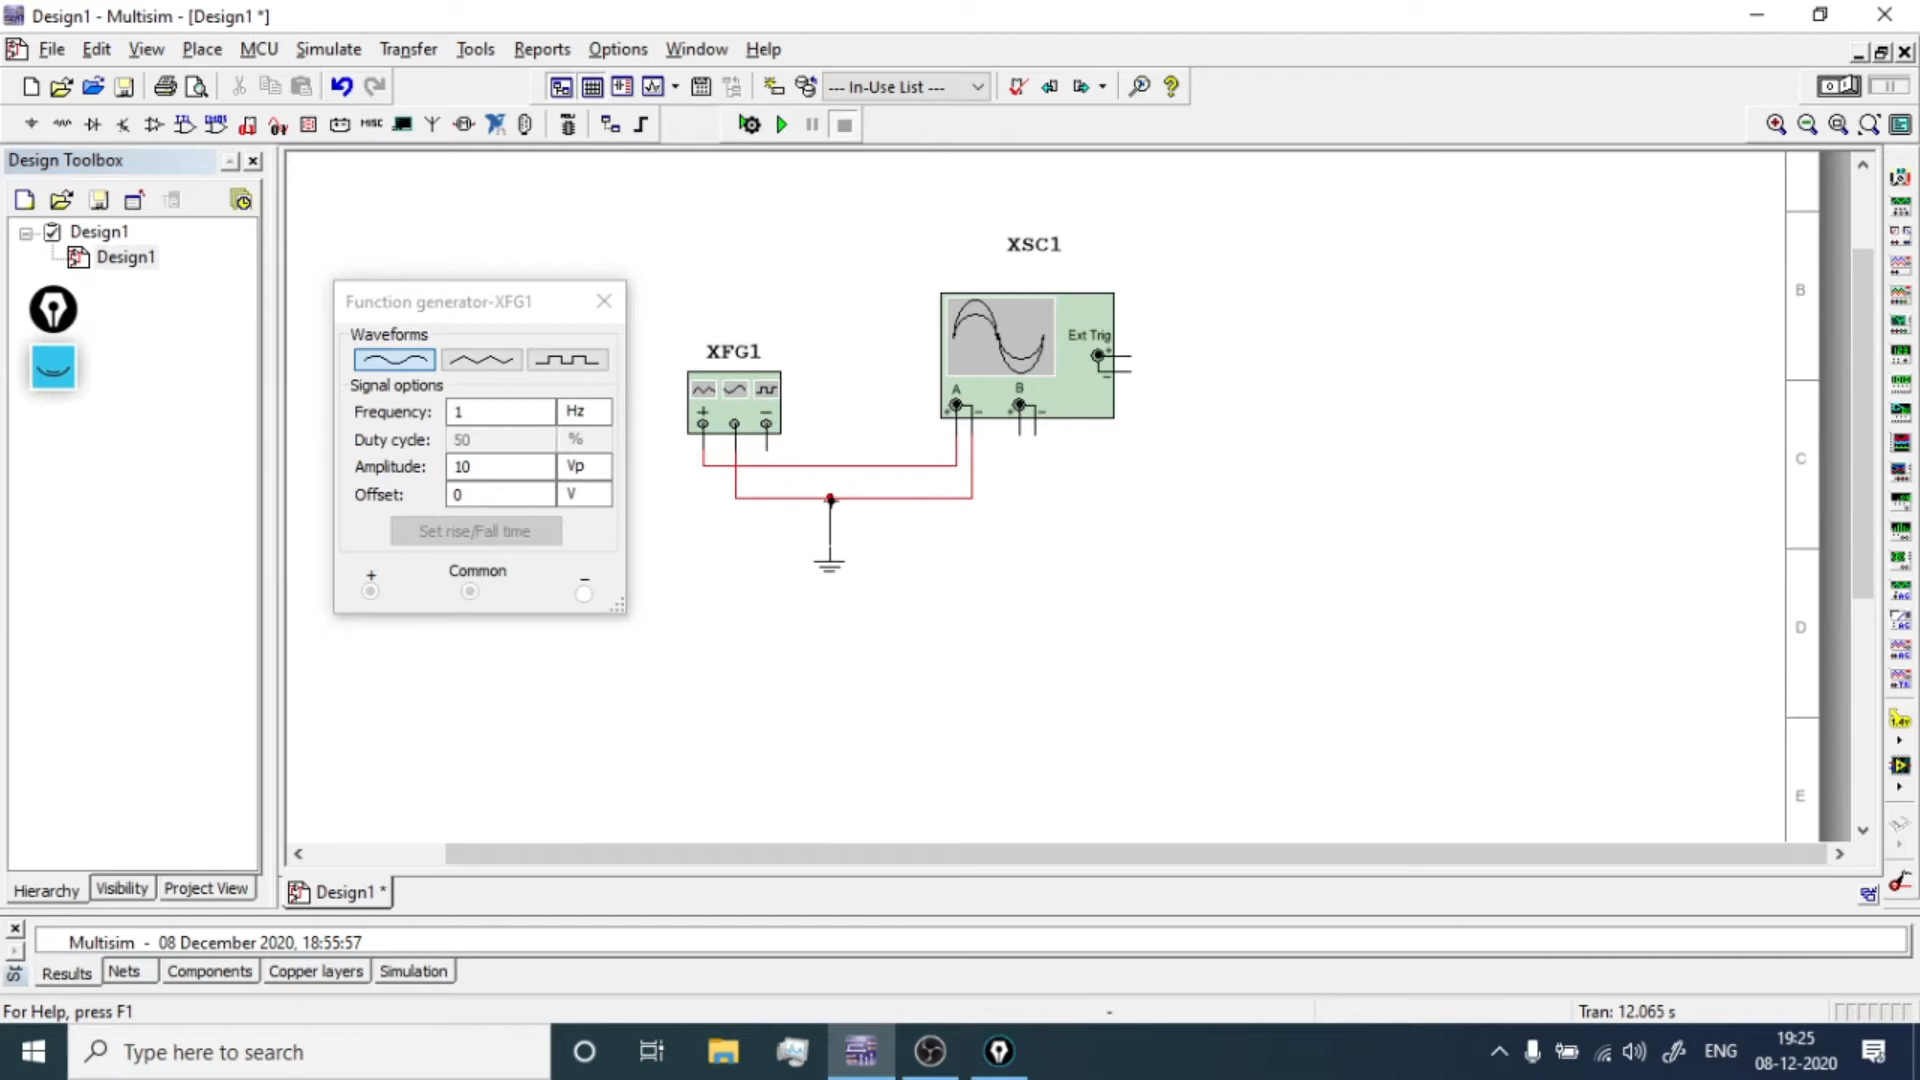 Design1 - Multisim - [Design1 *]
File Edit View Place MCU Simulate Transfer Tools Reports Options Window Help
--- In-Use List ---
MISC
Design Toolbox
Design1
Design1
XSC1
Ext Trig
A
B
XFG1
Function generator-XFG1
Waveforms
Signal options
Frequency: 1 Hz
Duty cycle: 50 %
Amplitude: 10 Vp
Offset: 0 V
Set rise/Fall time
+ Common −
B
C
D
E
Hierarchy Visibility Project View
Design1 *
Multisim - 08 December 2020, 18:55:57
Results Nets Components Copper layers Simulation
For Help, press F1
- Tran: 12.065 s
Type here to search
ENG
19:25
08-12-2020